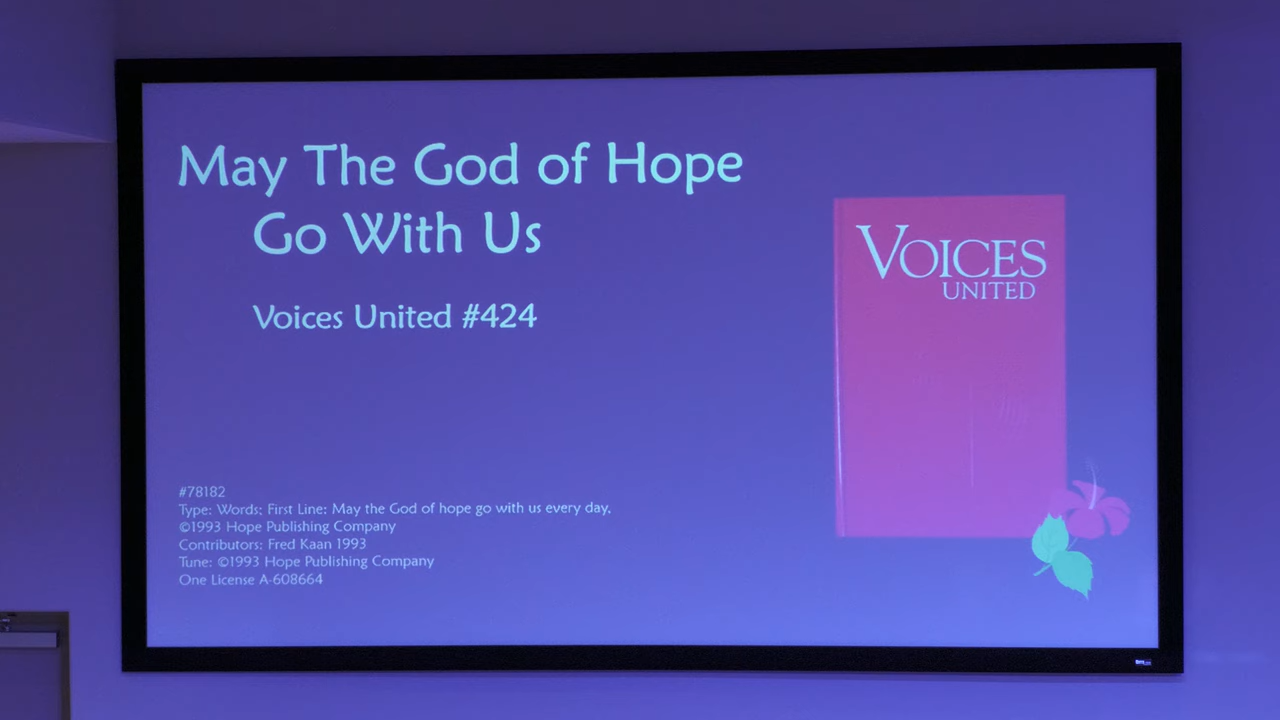 May The God of Hope
Go With Us
Voices United #424
VOICES
UNITED
#78182
Type: Words; First Line: May the God of hope go with us every day,
©1993 Hope Publishing Company
Contributors: Fred Kaan 1993
Tune: ©1993 Hope Publishing Company
One License A-608664